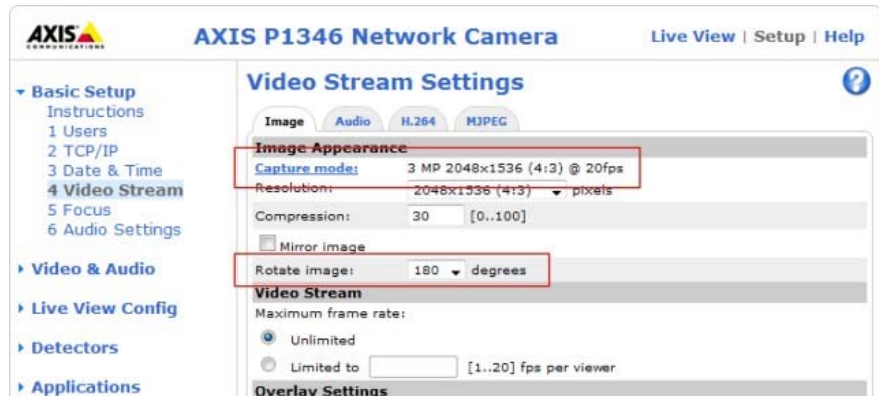 AXIS
COMMUNICATIONS
AXIS P1346 Network Camera
Live View | Setup | Help
Basic Setup
Instructions
1 Users
2 TCP/IP
3 Date & Time
4 Video Stream
5 Focus
6 Audio Settings
Video & Audio
Live View Config
Detectors
Applications
Video Stream Settings
?
Image Audio H.264 MJPEG
Image Appearance
Capture mode: 3 MP 2048x1536 (4:3) @ 20fps
Resolution: 2048x1536 (4:3) pixels
Compression: 30 [0..100]
Mirror image
Rotate image: 180 degrees
Video Stream
Maximum frame rate:
Unlimited
Limited to [1..20] fps per viewer
Overlay Settings